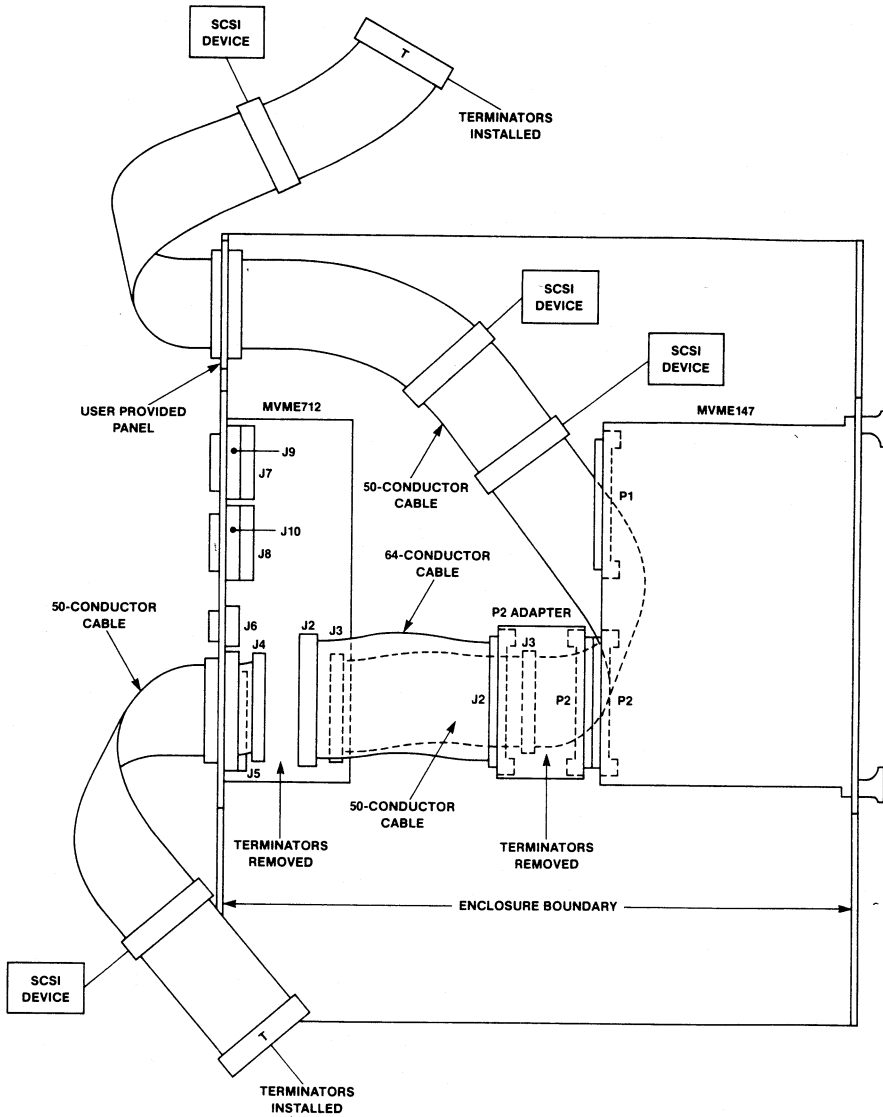 SCSI
DEVICE
T
TERMINATORS
INSTALLED
SCSI
DEVICE
SCSI
DEVICE
USER PROVIDED
PANEL
MVME712
MVME147
J9
J7
50-CONDUCTOR
CABLE
P1
J10
J8
64-CONDUCTOR
CABLE
50-CONDUCTOR
CABLE
P2 ADAPTER
J6
J4
J2
J3
J3
J2
P2
P2
J5
50-CONDUCTOR
CABLE
TERMINATORS
REMOVED
TERMINATORS
REMOVED
ENCLOSURE BOUNDARY
SCSI
DEVICE
T
TERMINATORS
INSTALLED